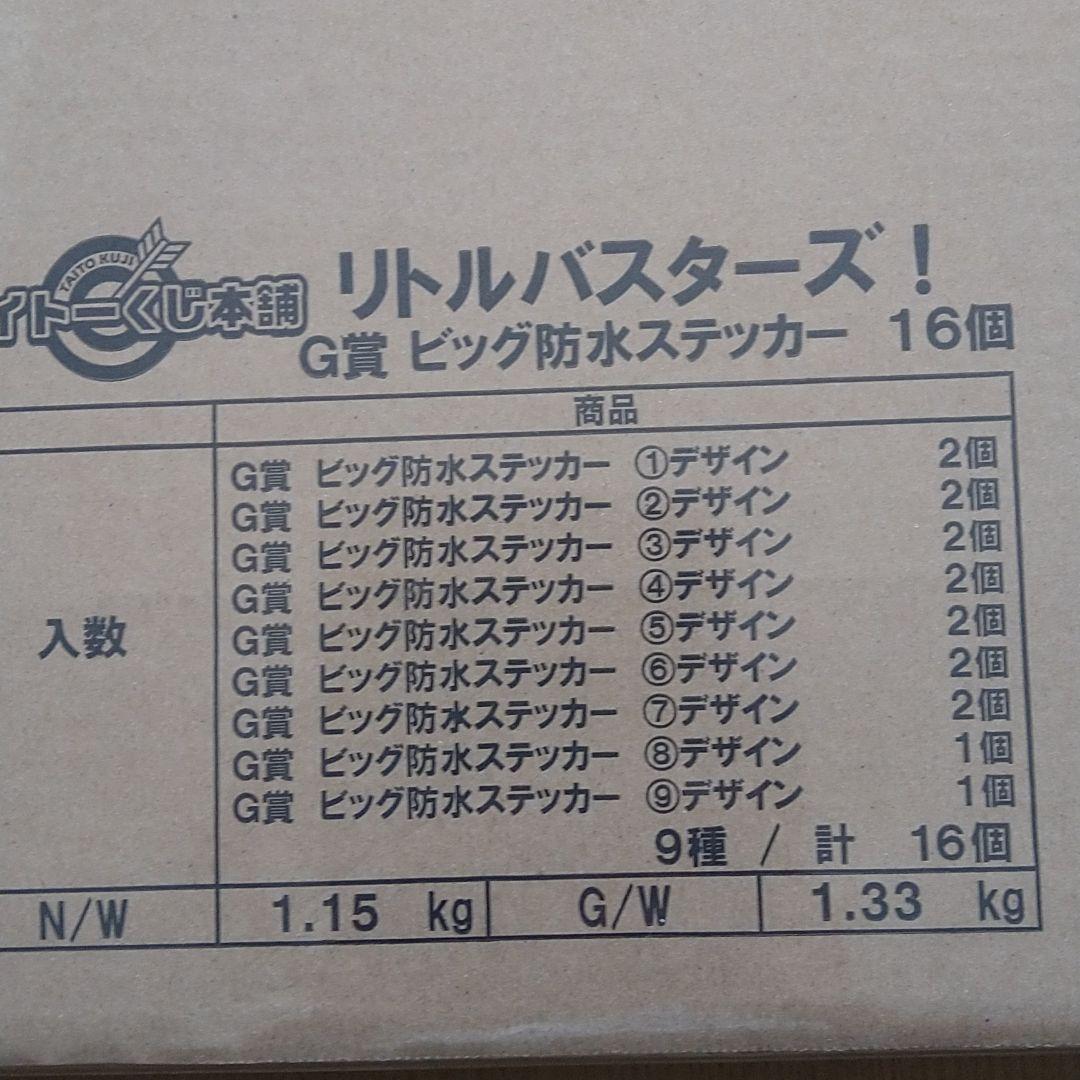 TAITO KUJI
イトーくじ本舗
リトルバスターズ！
G賞 ビッグ防水ステッカー 16個
商品
入数
G賞 ビッグ防水ステッカー ①デザイン 2個
G賞 ビッグ防水ステッカー ②デザイン 2個
G賞 ビッグ防水ステッカー ③デザイン 2個
G賞 ビッグ防水ステッカー ④デザイン 2個
G賞 ビッグ防水ステッカー ⑤デザイン 2個
G賞 ビッグ防水ステッカー ⑥デザイン 2個
G賞 ビッグ防水ステッカー ⑦デザイン 2個
G賞 ビッグ防水ステッカー ⑧デザイン 1個
G賞 ビッグ防水ステッカー ⑨デザイン 1個
9種 / 計 16個
N/W 1.15 kg G/W 1.33 kg